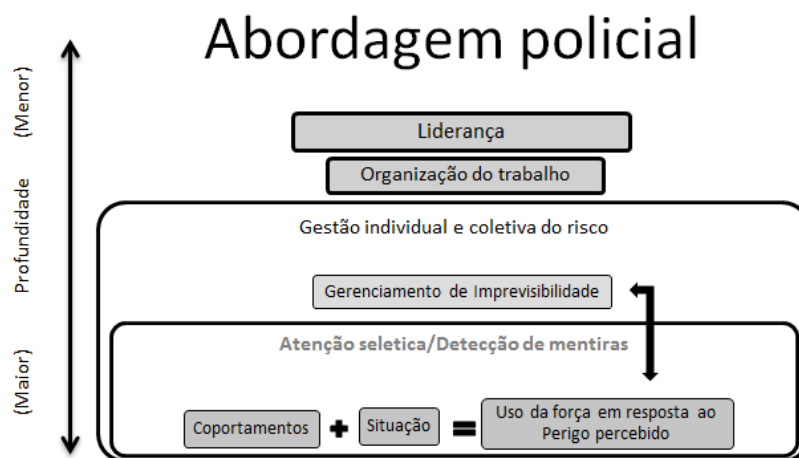 Abordagem policial
(Menor)
Profundidade
(Maior)
Liderança
Organização do trabalho
Gestão individual e coletiva do risco
Gerenciamento de Imprevisibilidade
Atenção seletica/Detecção de mentiras
Coportamentos
+
Situação
=
Uso da força em resposta ao
Perigo percebido